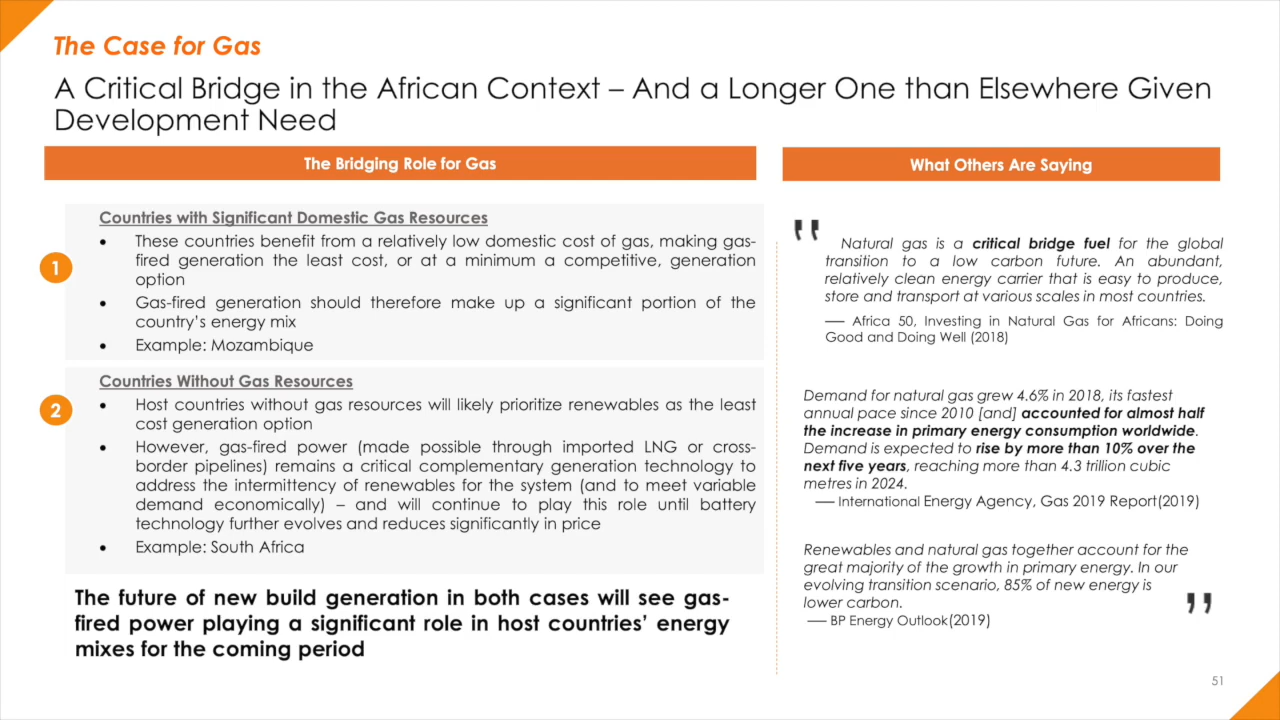 The Case for Gas
A Critical Bridge in the African Context – And a Longer One than Elsewhere Given
Development Need
The Bridging Role for Gas
1
Countries with Significant Domestic Gas Resources
• These countries benefit from a relatively low domestic cost of gas, making gas-
fired generation the least cost, or at a minimum a competitive, generation
option
• Gas-fired generation should therefore make up a significant portion of the
country’s energy mix
• Example: Mozambique
2
Countries Without Gas Resources
• Host countries without gas resources will likely prioritize renewables as the least
cost generation option
• However, gas-fired power (made possible through imported LNG or cross-
border pipelines) remains a critical complementary generation technology to
address the intermittency of renewables for the system (and to meet variable
demand economically) – and will continue to play this role until battery
technology further evolves and reduces significantly in price
• Example: South Africa
The future of new build generation in both cases will see gas-
fired power playing a significant role in host countries’ energy
mixes for the coming period
What Others Are Saying
" Natural gas is a critical bridge fuel for the global
transition to a low carbon future. An abundant,
relatively clean energy carrier that is easy to produce,
store and transport at various scales in most countries.
── Africa 50, Investing in Natural Gas for Africans: Doing
Good and Doing Well (2018)
Demand for natural gas grew 4.6% in 2018, its fastest
annual pace since 2010 [and] accounted for almost half
the increase in primary energy consumption worldwide.
Demand is expected to rise by more than 10% over the
next five years, reaching more than 4.3 trillion cubic
metres in 2024.
── International Energy Agency, Gas 2019 Report(2019)
Renewables and natural gas together account for the
great majority of the growth in primary energy. In our
evolving transition scenario, 85% of new energy is
lower carbon. "
── BP Energy Outlook(2019)
51